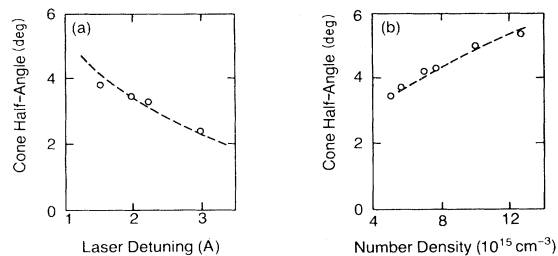 (a)
Cone Half-Angle (deg)
6
4
2
0
1
2
3
Laser Detuning (A)
(b)
Cone Half-Angle (deg)
6
4
2
0
4
8
12
Number Density (10¹⁵ cm⁻³)